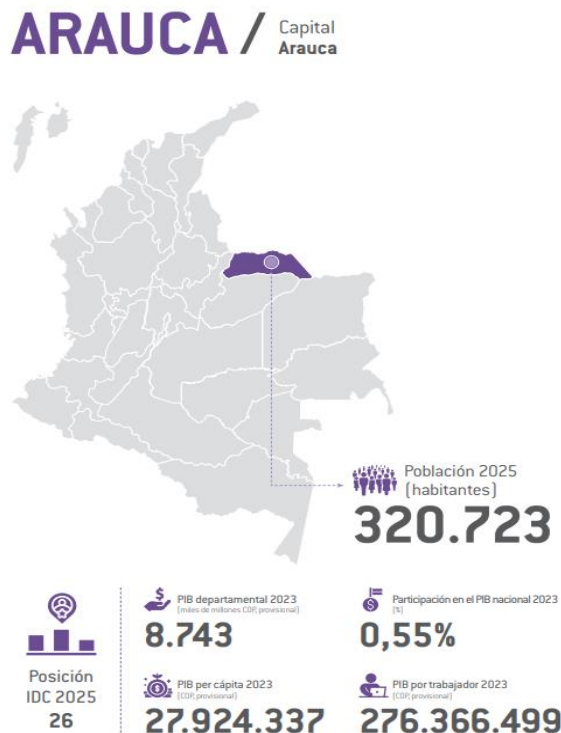 ARAUCA / Capital
Arauca
Población 2025
(habitantes)
320.723
Posición
IDC 2025
26
PIB departamental 2023
(miles de millones COP, provisional)
8.743
Participación en el PIB nacional 2023
(%)
0,55%
PIB per cápita 2023
(COP, provisional)
27.924.337
PIB por trabajador 2023
(COP, provisional)
276.366.499